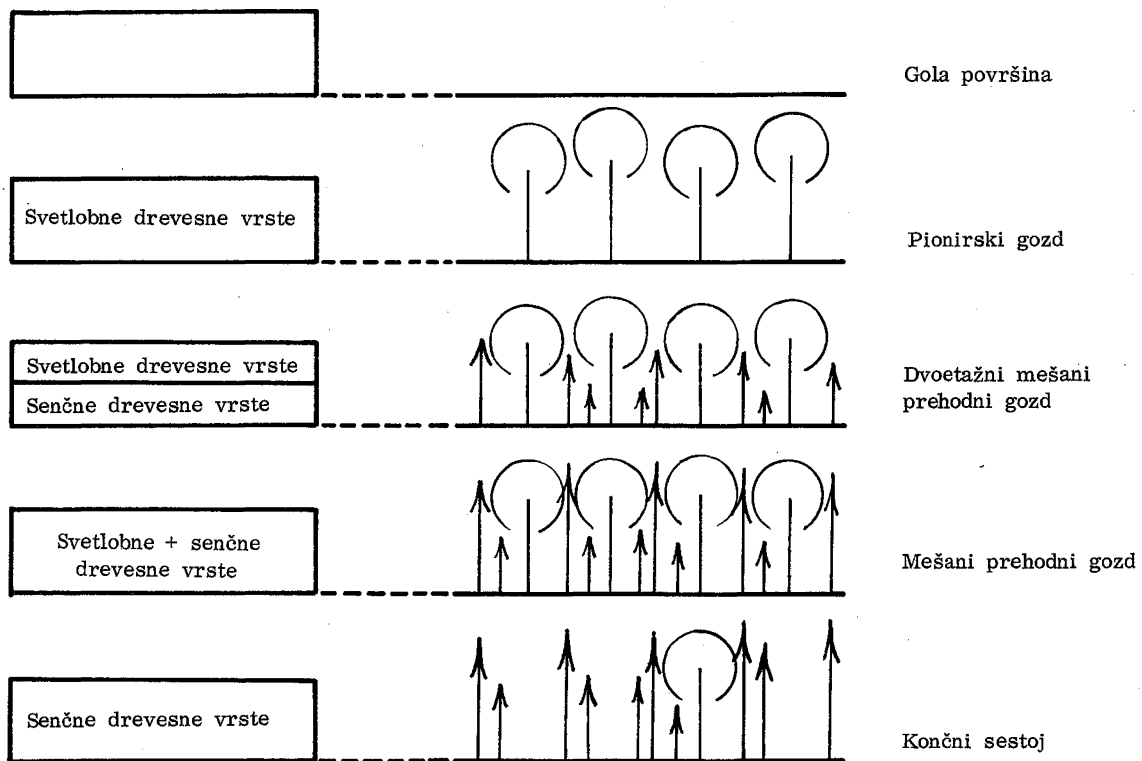 Gola površina
Svetlobne drevesne vrste
Pionirski gozd
Svetlobne drevesne vrste
Senčne drevesne vrste
Dvoetažni mešani
prehodni gozd
Svetlobne + senčne
drevesne vrste
Mešani prehodni gozd
Senčne drevesne vrste
Končni sestoj